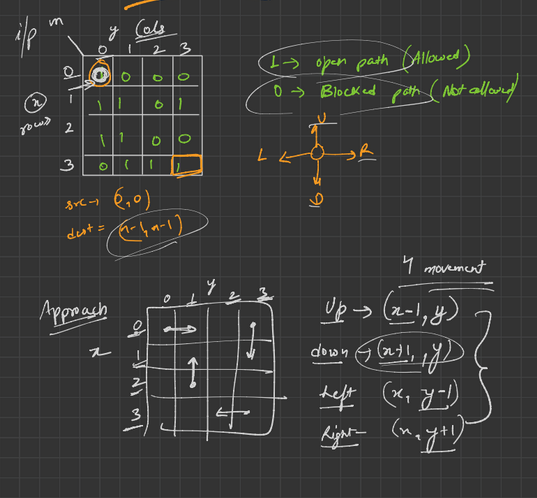 i/p m y Cols
0 1 2 3
0 0 0 0 0
1 1 1 0 1
2 1 1 0 0
3 0 1 1 1
x
rows
1 → open path (Allowed)
0 → Blocked path (Not allowed)
U
L R
D
src → (0,0)
dest = (n-1, n-1)
4 movement
Approach
y
0 1 2 3
x
0
1
2
3
Up → (x-1, y)
down → (x+1, y)
Left (x, y-1)
Right → (x, y+1)